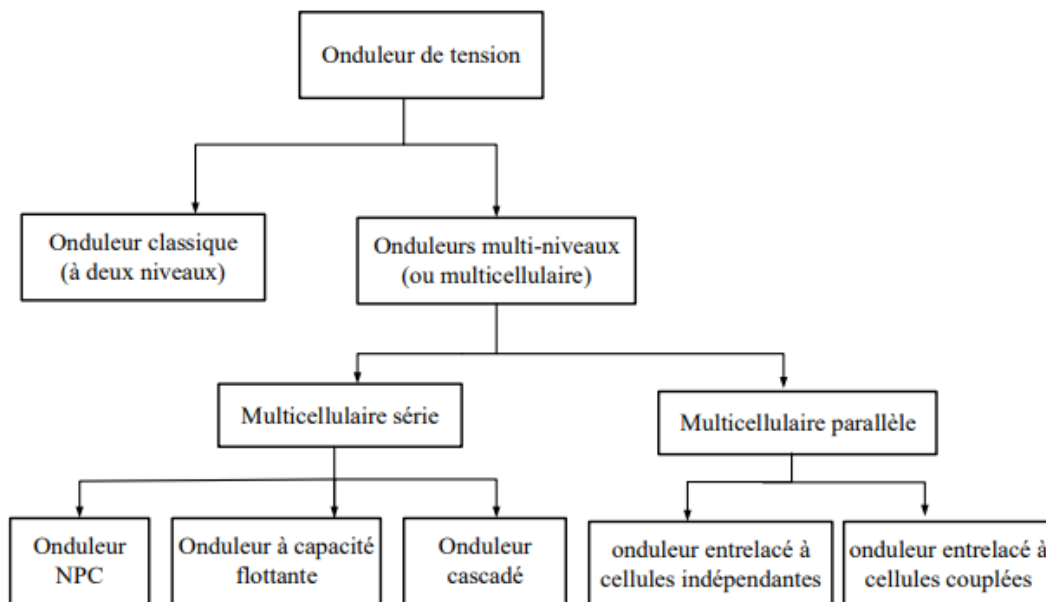 Onduleur de tension
Onduleur classique
(à deux niveaux)
Onduleurs multi-niveaux
(ou multicellulaire)
Multicellulaire série
Multicellulaire parallèle
Onduleur
NPC
Onduleur à capacité
flottante
Onduleur
cascadé
onduleur entrelacé à
cellules indépendantes
onduleur entrelacé à
cellules couplées